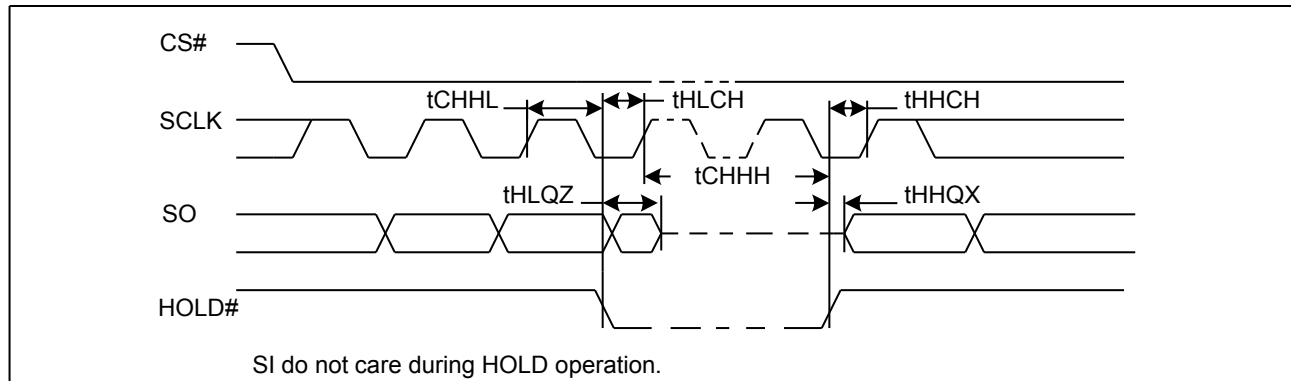 CS#
tCHHL
tHLCH
tHHCH
SCLK
tCHHH
tHLQZ
tHHQX
SO
HOLD#
SI do not care during HOLD operation.